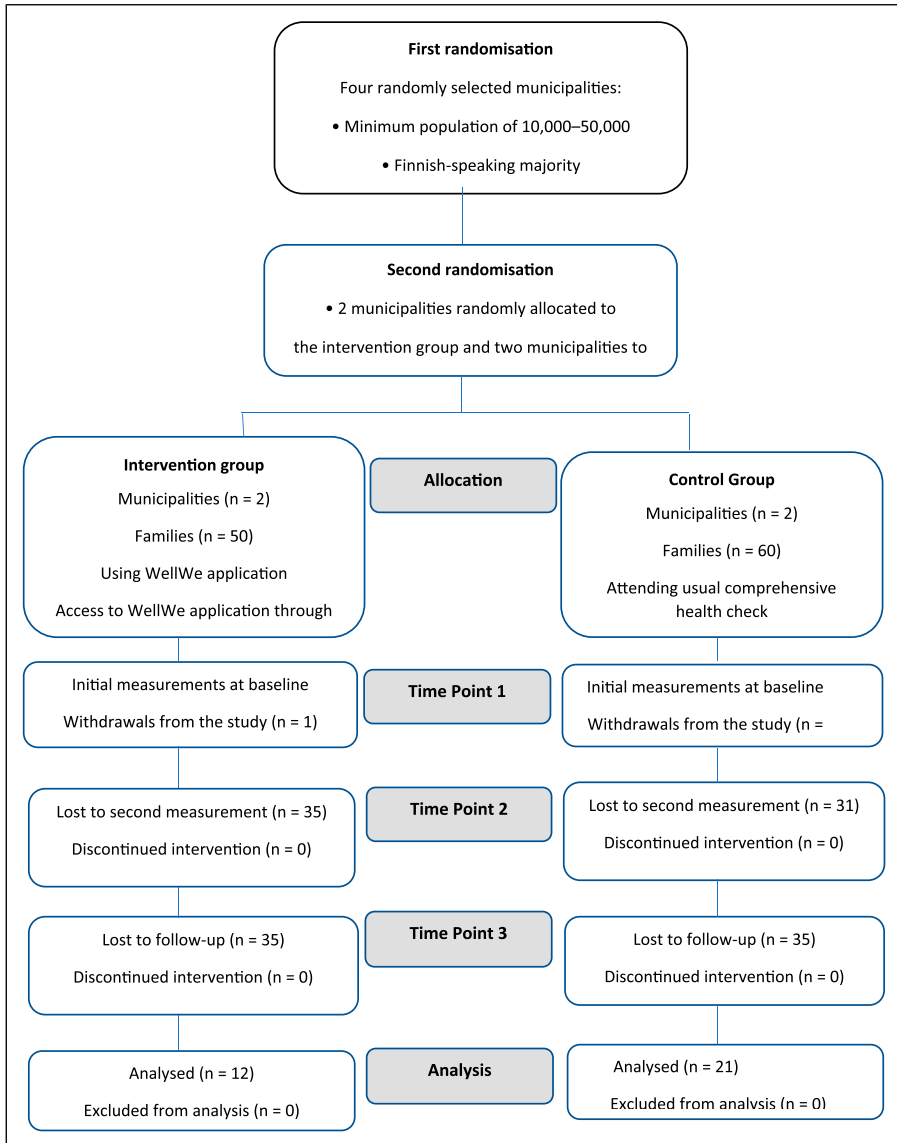 First randomisation
Four randomly selected municipalities:
• Minimum population of 10,000–50,000
• Finnish-speaking majority
Second randomisation
• 2 municipalities randomly allocated to
the intervention group and two municipalities to
Intervention group
Municipalities (n = 2)
Families (n = 50)
Using WellWe application
Access to WellWe application through
Allocation
Control Group
Municipalities (n = 2)
Families (n = 60)
Attending usual comprehensive
health check
Initial measurements at baseline
Withdrawals from the study (n = 1)
Time Point 1
Initial measurements at baseline
Withdrawals from the study (n =
Lost to second measurement (n = 35)
Discontinued intervention (n = 0)
Time Point 2
Lost to second measurement (n = 31)
Discontinued intervention (n = 0)
Lost to follow-up (n = 35)
Discontinued intervention (n = 0)
Time Point 3
Lost to follow-up (n = 35)
Discontinued intervention (n = 0)
Analysed (n = 12)
Excluded from analysis (n = 0)
Analysis
Analysed (n = 21)
Excluded from analysis (n = 0)